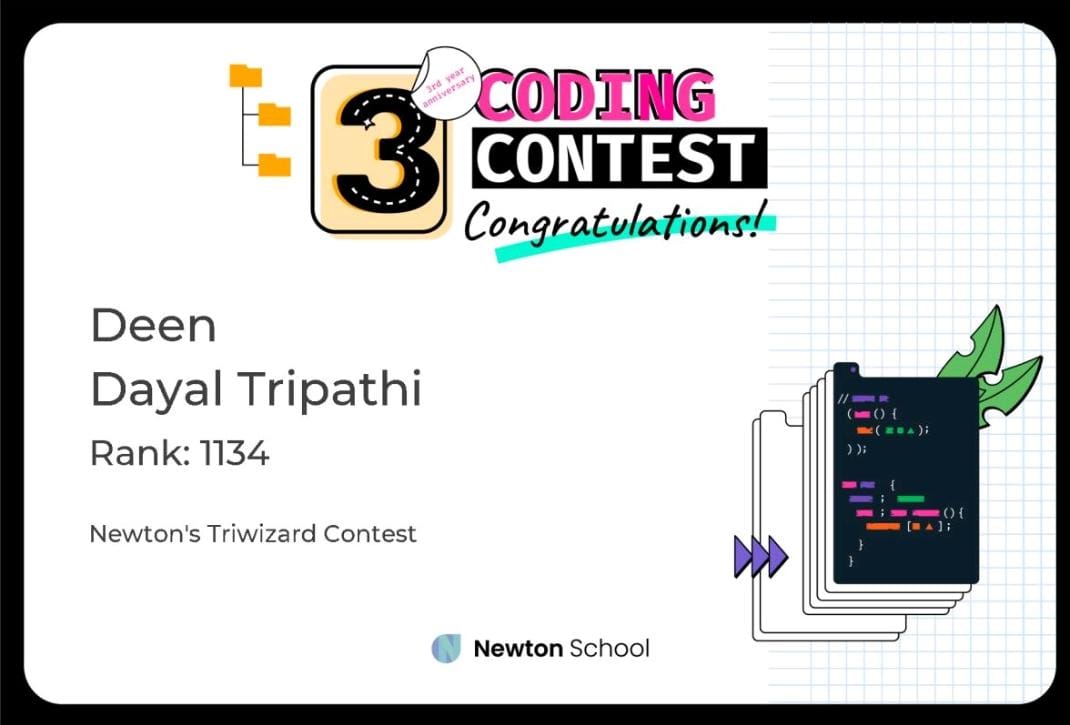 3
3rd year
anniversary
CODING
CONTEST
Congratulations!
Deen
Dayal Tripathi
Rank: 1134
Newton's Triwizard Contest
//
( () {
( );
) );
{
;
; () {
[ ];
}
}
N
Newton School